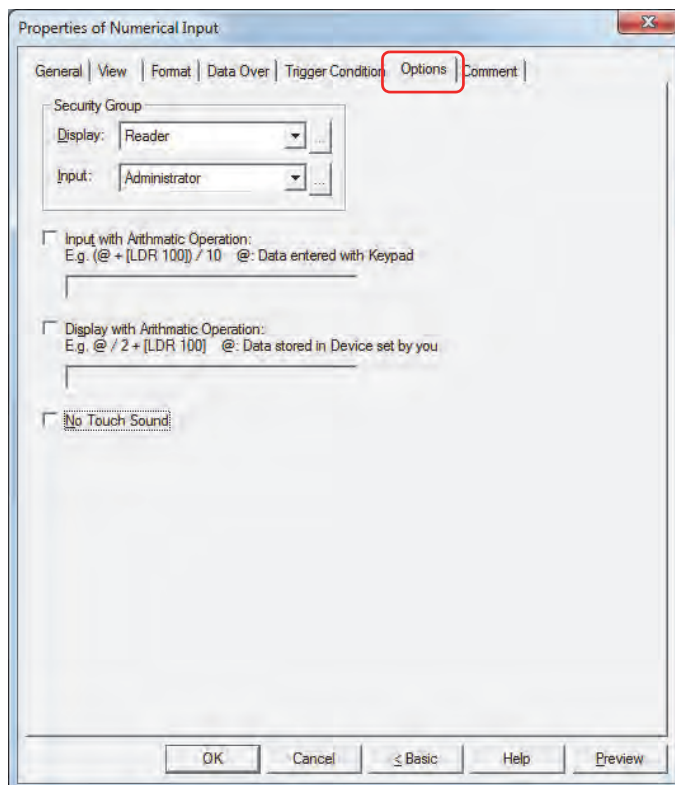 Properties of Numerical Input
General View Format Data Over Trigger Condition Options Comment
Security Group
Display: Reader ...
Input: Administrator ...
Input with Arithmatic Operation:
E.g. (@ + [LDR 100]) / 10 @: Data entered with Keypad
Display with Arithmatic Operation:
E.g. @ / 2 + [LDR 100] @: Data stored in Device set by you
No Touch Sound
OK Cancel < Basic Help Preview